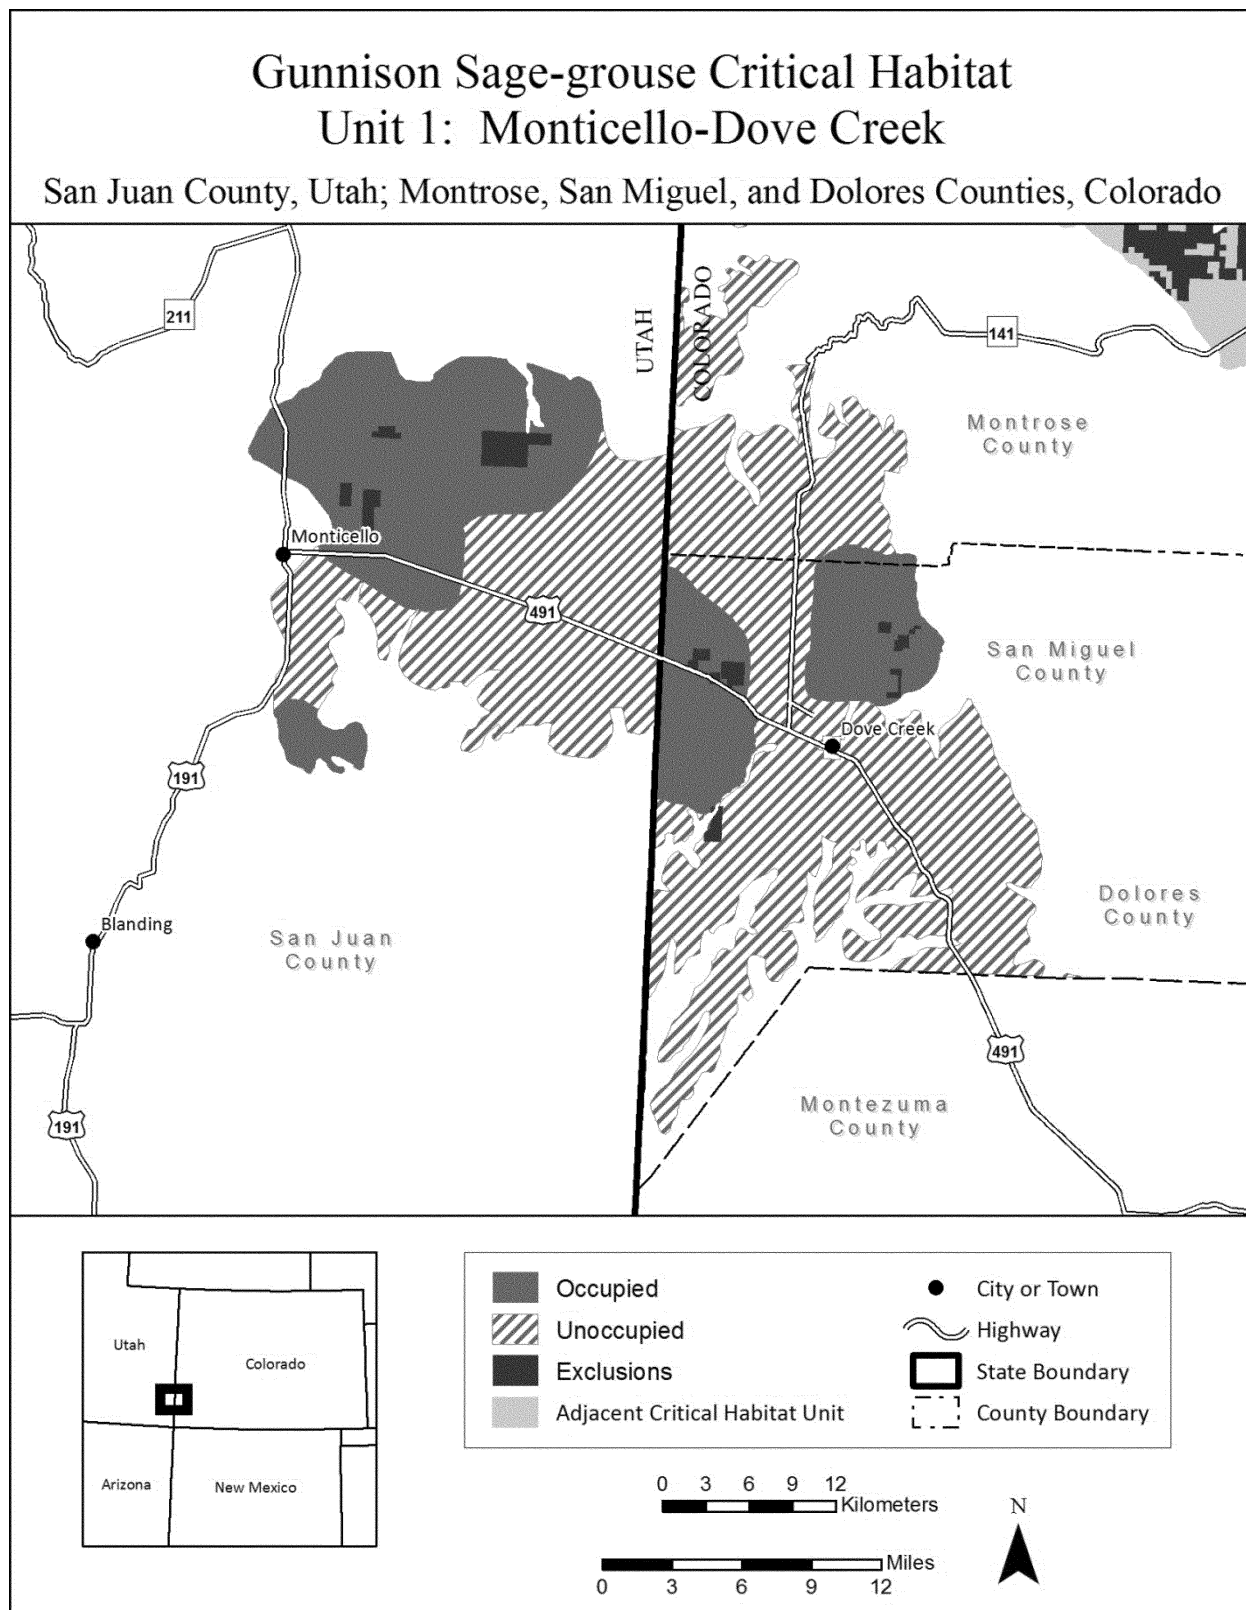 Gunnison Sage-grouse Critical Habitat
Unit 1: Monticello-Dove Creek
San Juan County, Utah; Montrose, San Miguel, and Dolores Counties, Colorado
211
UTAH
COLORADO
141
Montrose
County
Monticello
491
San Miguel
County
Dove Creek
191
Blanding
San Juan
County
Dolores
County
491
Montezuma
County
191
Utah
Colorado
Arizona
New Mexico
Occupied
Unoccupied
Exclusions
Adjacent Critical Habitat Unit
City or Town
Highway
State Boundary
County Boundary
0 3 6 9 12
Kilometers
Miles
0 3 6 9 12
N